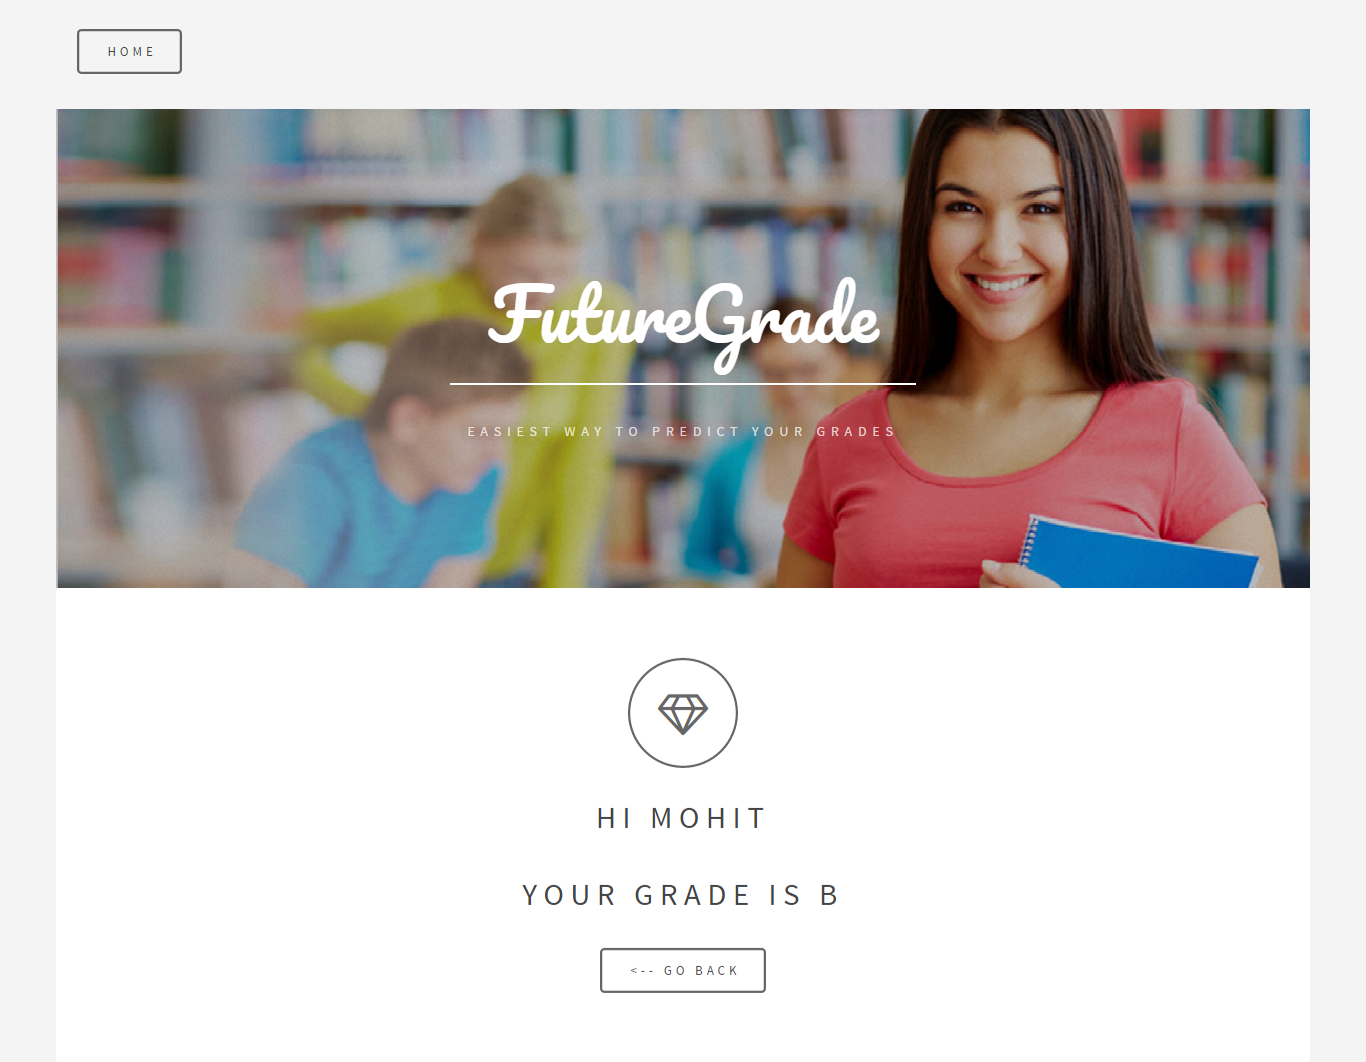 HOME
FutureGrade
EASIEST WAY TO PREDICT YOUR GRADES
HI MOHIT
YOUR GRADE IS B
<-- GO BACK